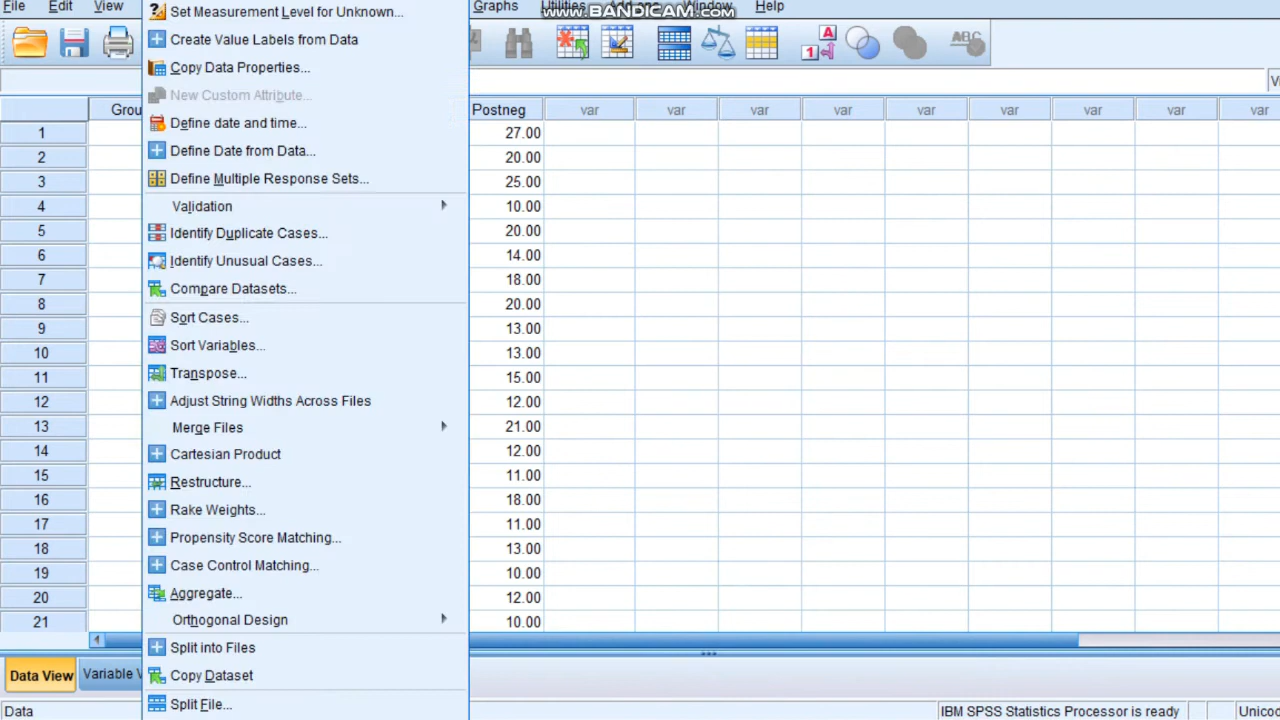 File Edit View Graphs Utilities Window Help
www.BANDICAM.com
Set Measurement Level for Unknown...
Create Value Labels from Data
Copy Data Properties...
New Custom Attribute...
Define date and time...
Define Date from Data...
Define Multiple Response Sets...
Validation
Identify Duplicate Cases...
Identify Unusual Cases...
Compare Datasets...
Sort Cases...
Sort Variables...
Transpose...
Adjust String Widths Across Files
Merge Files
Cartesian Product
Restructure...
Rake Weights...
Propensity Score Matching...
Case Control Matching...
Aggregate...
Orthogonal Design
Split into Files
Copy Dataset
Split File...
A
1
ABC
Grou Postneg var var var var var var var var var
1 27.00
2 20.00
3 25.00
4 10.00
5 20.00
6 14.00
7 18.00
8 20.00
9 13.00
10 13.00
11 15.00
12 12.00
13 21.00
14 12.00
15 11.00
16 18.00
17 11.00
18 13.00
19 10.00
20 12.00
21 10.00
Data View Variable V
Data IBM SPSS Statistics Processor is ready Unicod